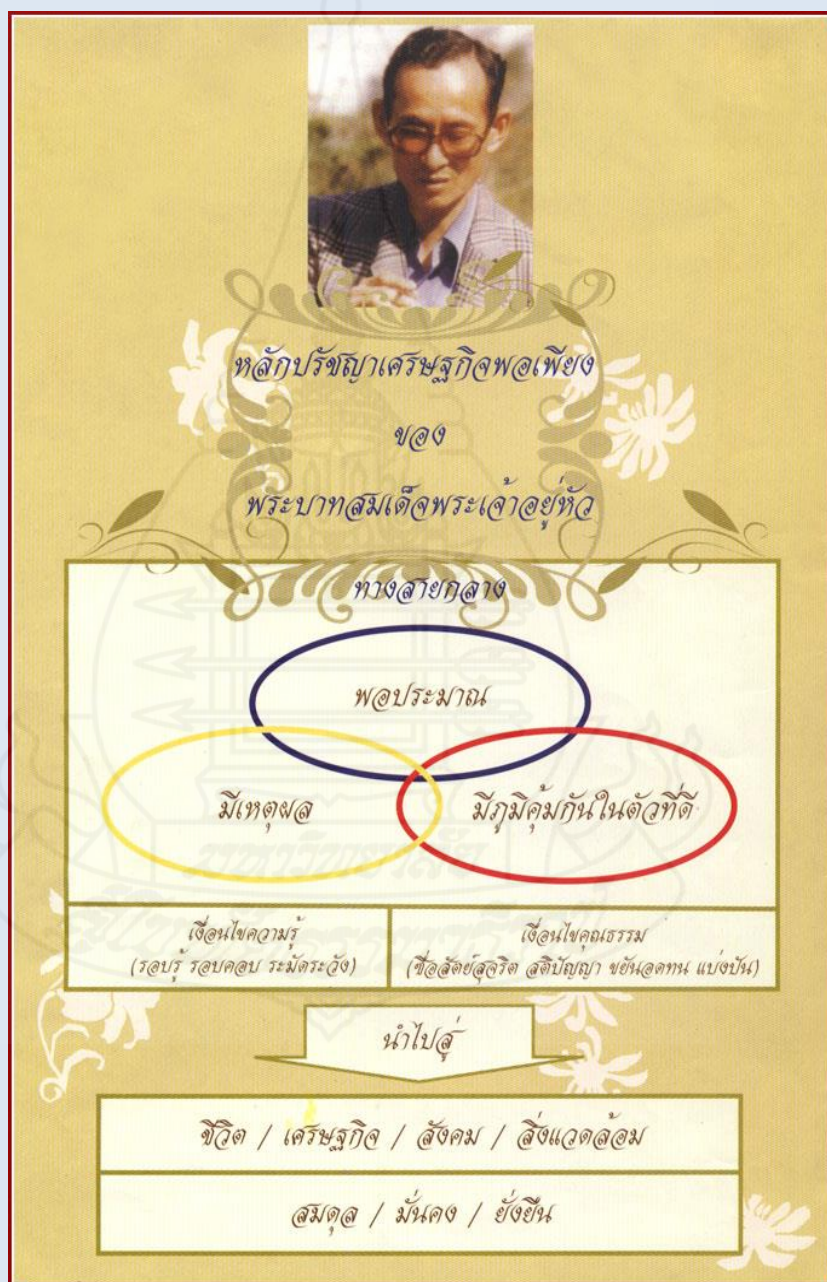 หลักปรัชญาเศรษฐกิจพอเพียง
ของ
พระบาทสมเด็จพระเจ้าอยู่หัว
ทางสายกลาง
พอประมาณ
มีเหตุผล
มีภูมิคุ้มกันในตัวที่ดี
เงื่อนไขความรู้
(รอบรู้ รอบคอบ ระมัดระวัง)
เงื่อนไขคุณธรรม
(ซื่อสัตย์สุจริต สติปัญญา ขยันอดทน แบ่งปัน)
นำไปสู่
ชีวิต / เศรษฐกิจ / สังคม / สิ่งแวดล้อม
สมดุล / มั่นคง / ยั่งยืน